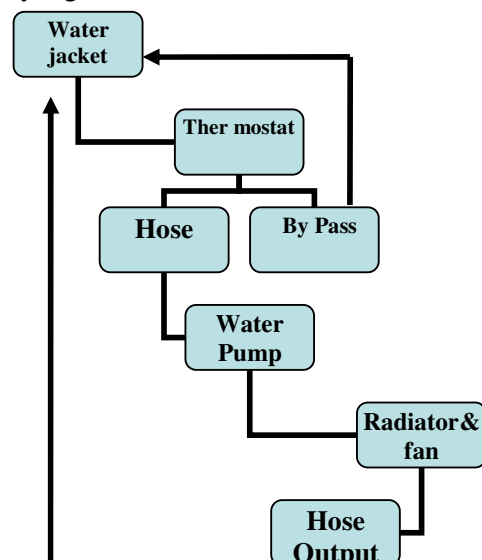 Water
jacket
Ther mostat
Hose
By Pass
Water
Pump
Radiator&
fan
Hose
Output